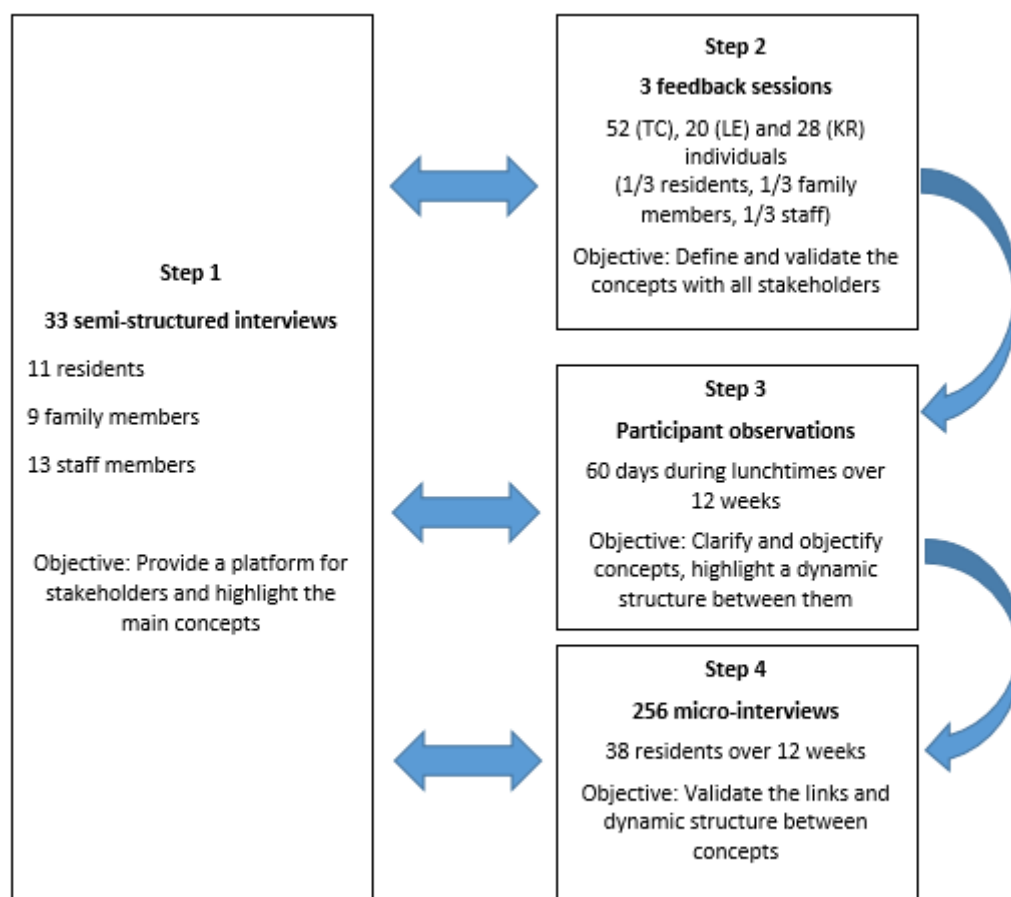 Step 1
33 semi-structured interviews
11 residents
9 family members
13 staff members
Objective: Provide a platform for
stakeholders and highlight the
main concepts
Step 2
3 feedback sessions
52 (TC), 20 (LE) and 28 (KR)
individuals
(1/3 residents, 1/3 family
members, 1/3 staff)
Objective: Define and validate the
concepts with all stakeholders
Step 3
Participant observations
60 days during lunchtimes over
12 weeks
Objective: Clarify and objectify
concepts, highlight a dynamic
structure between them
Step 4
256 micro-interviews
38 residents over 12 weeks
Objective: Validate the links and
dynamic structure between
concepts